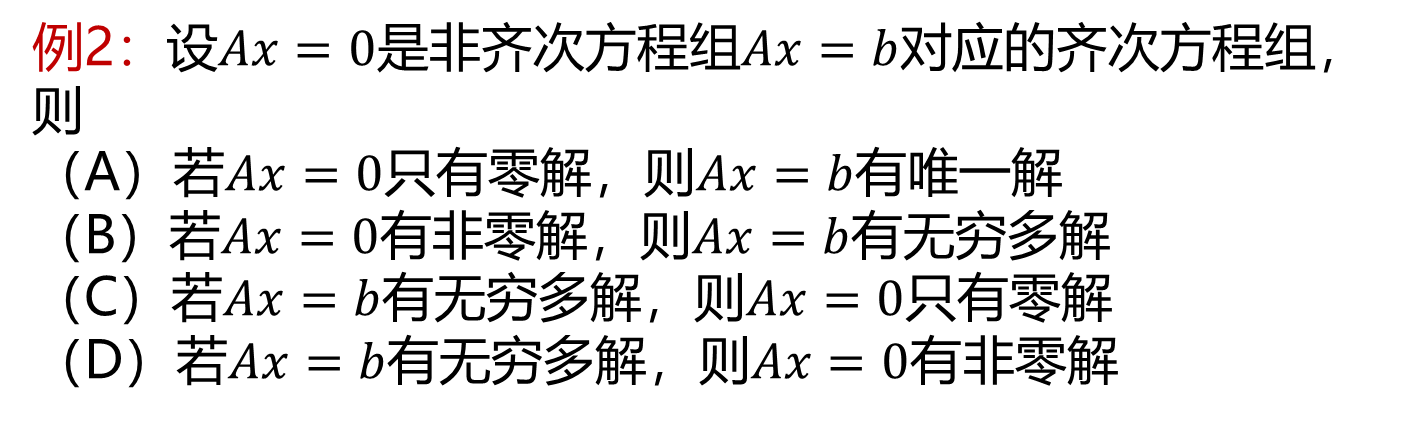 例2：设Ax = 0是非齐次方程组Ax = b对应的齐次方程组，
则
（A）若Ax = 0只有零解，则Ax = b有唯一解
（B）若Ax = 0有非零解，则Ax = b有无穷多解
（C）若Ax = b有无穷多解，则Ax = 0只有零解
（D）若Ax = b有无穷多解，则Ax = 0有非零解